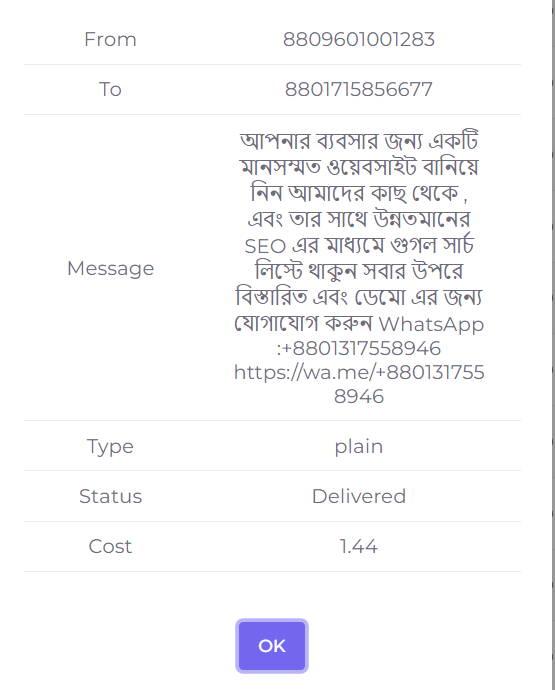 From 8809601001283
To 8801715856677
আপনার ব্যবসার জন্য একটি
মানসম্মত ওয়েবসাইট বানিয়ে
নিন আমাদের কাছ থেকে ,
এবং তার সাথে উন্নতমানের
SEO এর মাধ্যমে গুগল সার্চ
Message লিস্টে থাকুন সবার উপরে
বিস্তারিত এবং ডেমো এর জন্য
যোগাযোগ করুন WhatsApp
:+8801317558946
https://wa.me/+880131755
8946
Type plain
Status Delivered
Cost 1.44
OK